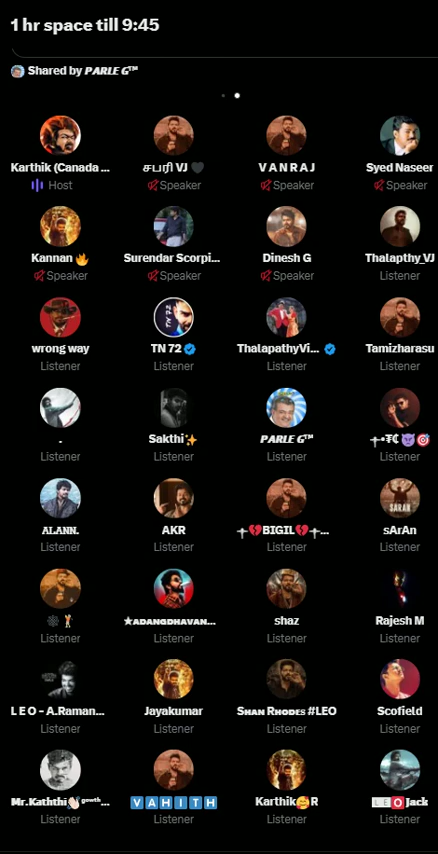 1 hr space till 9:45
Shared by PARLE G™
Karthik (Canada ... சபரி VJ 🖤 V A N R A J Syed Naseer
Host Speaker Speaker Speaker
Kannan 🔥 Surendar Scorpi... Dinesh G Thalapthy VJ
Speaker Speaker Speaker Listener
wrong way TN 72 ThalapathyVi... Tamizharasu
Listener Listener Listener Listener
. Sakthi✨ PARLE G™ 😈🎯
Listener Listener Listener Listener
ALANN. AKR 💔BIGIL💔 ... sArAn
Listener Listener Listener Listener
★ADANGDHAVAN... shaz Rajesh M
Listener Listener Listener Listener
L E O - A.Raman... Jayakumar Shan Rhodes #LEO Scofield
Listener Listener Listener Listener
Mr.Kaththi ... VAHITH Karthik🥰R LEO Jack
Listener Listener Listener Listener